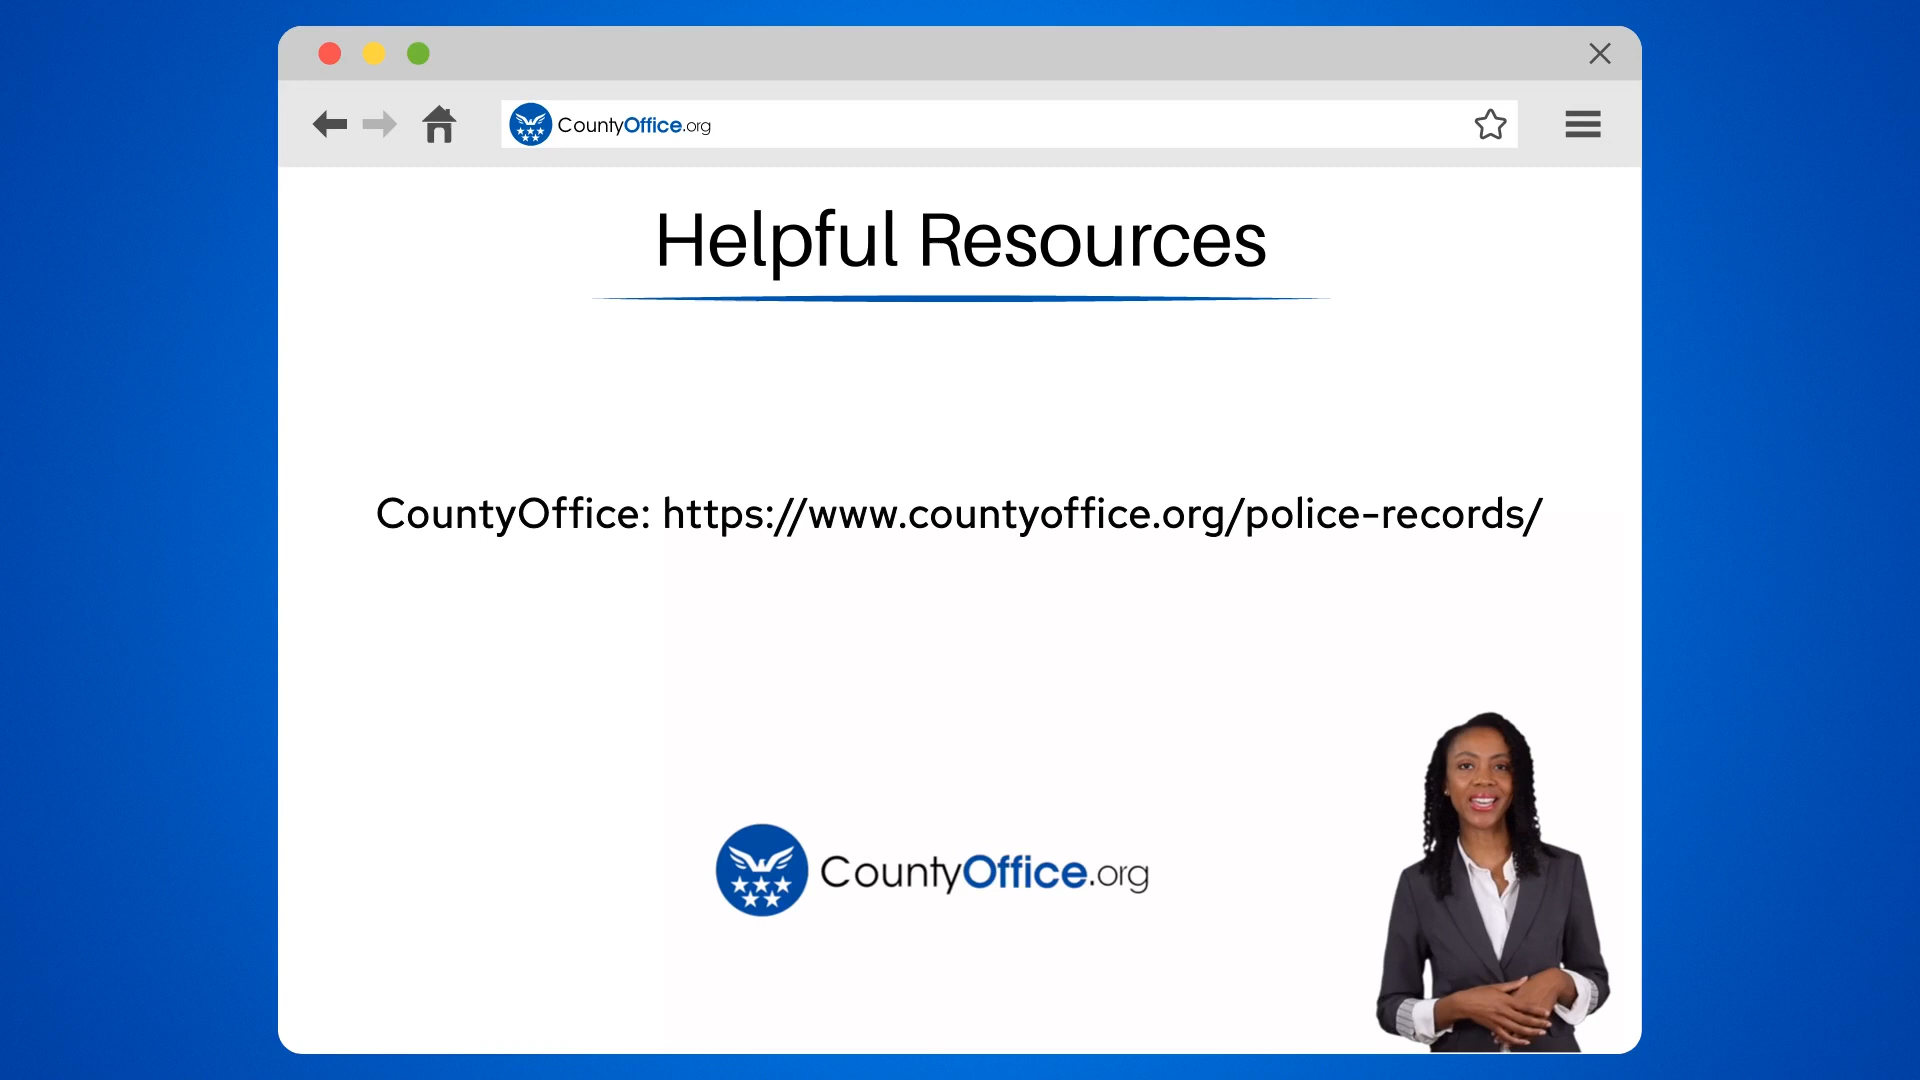 CountyOffice.org
Helpful Resources
CountyOffice: https://www.countyoffice.org/police-records/
CountyOffice.org